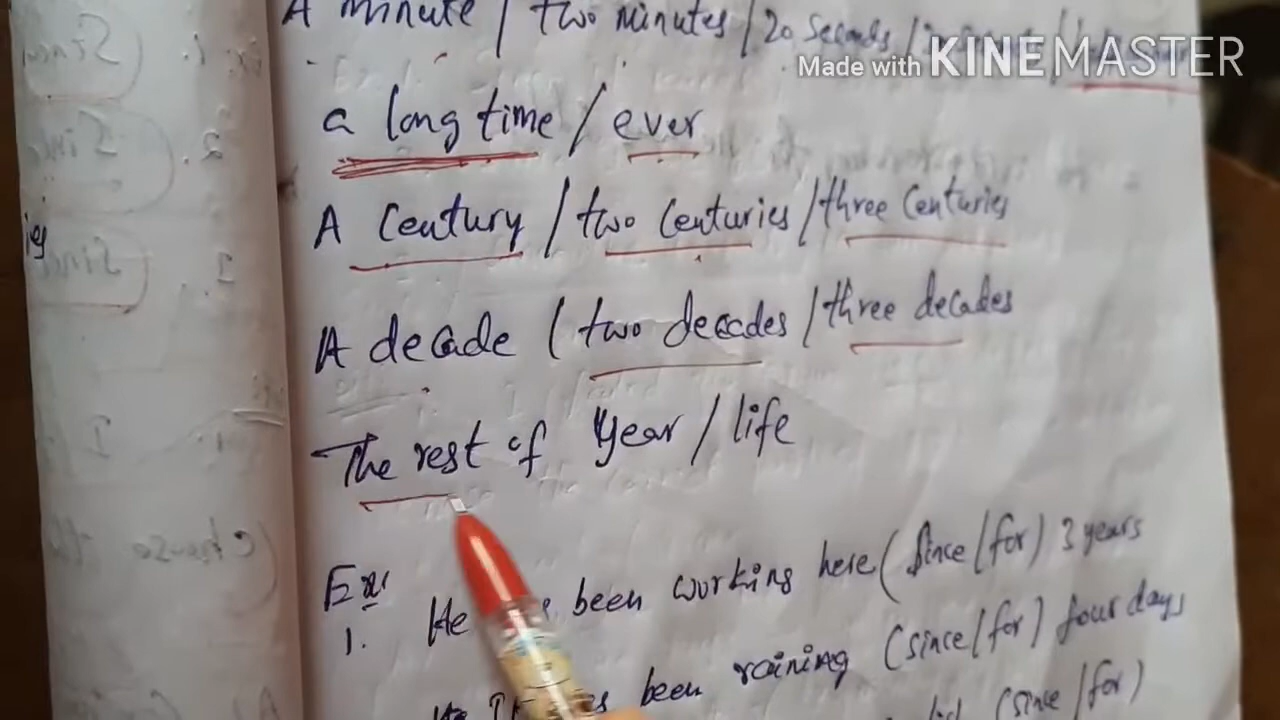 A minute / two minutes / 20 seconds /
Made with KINEMASTER
a long time / ever
A Century / two Centuries / three Centuries
A decade / two decades / three decades
The rest of year / life
Ex:
1. He been working here (Since/for) 3 years
been raining (since/for) four days
(since/for)